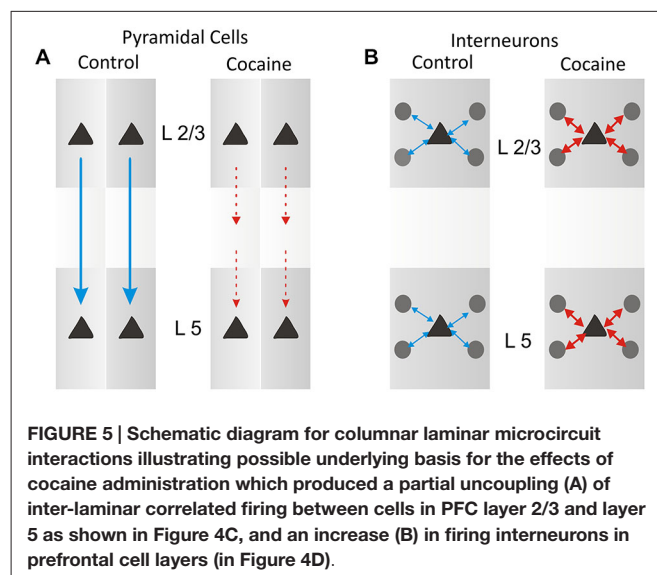 Pyramidal Cells
A Control Cocaine
L 2/3
L 5
Interneurons
B Control Cocaine
L 2/3
L 5
FIGURE 5 | Schematic diagram for columnar laminar microcircuit
interactions illustrating possible underlying basis for the effects of
cocaine administration which produced a partial uncoupling (A) of
inter-laminar correlated firing between cells in PFC layer 2/3 and layer
5 as shown in Figure 4C, and an increase (B) in firing interneurons in
prefrontal cell layers (in Figure 4D).